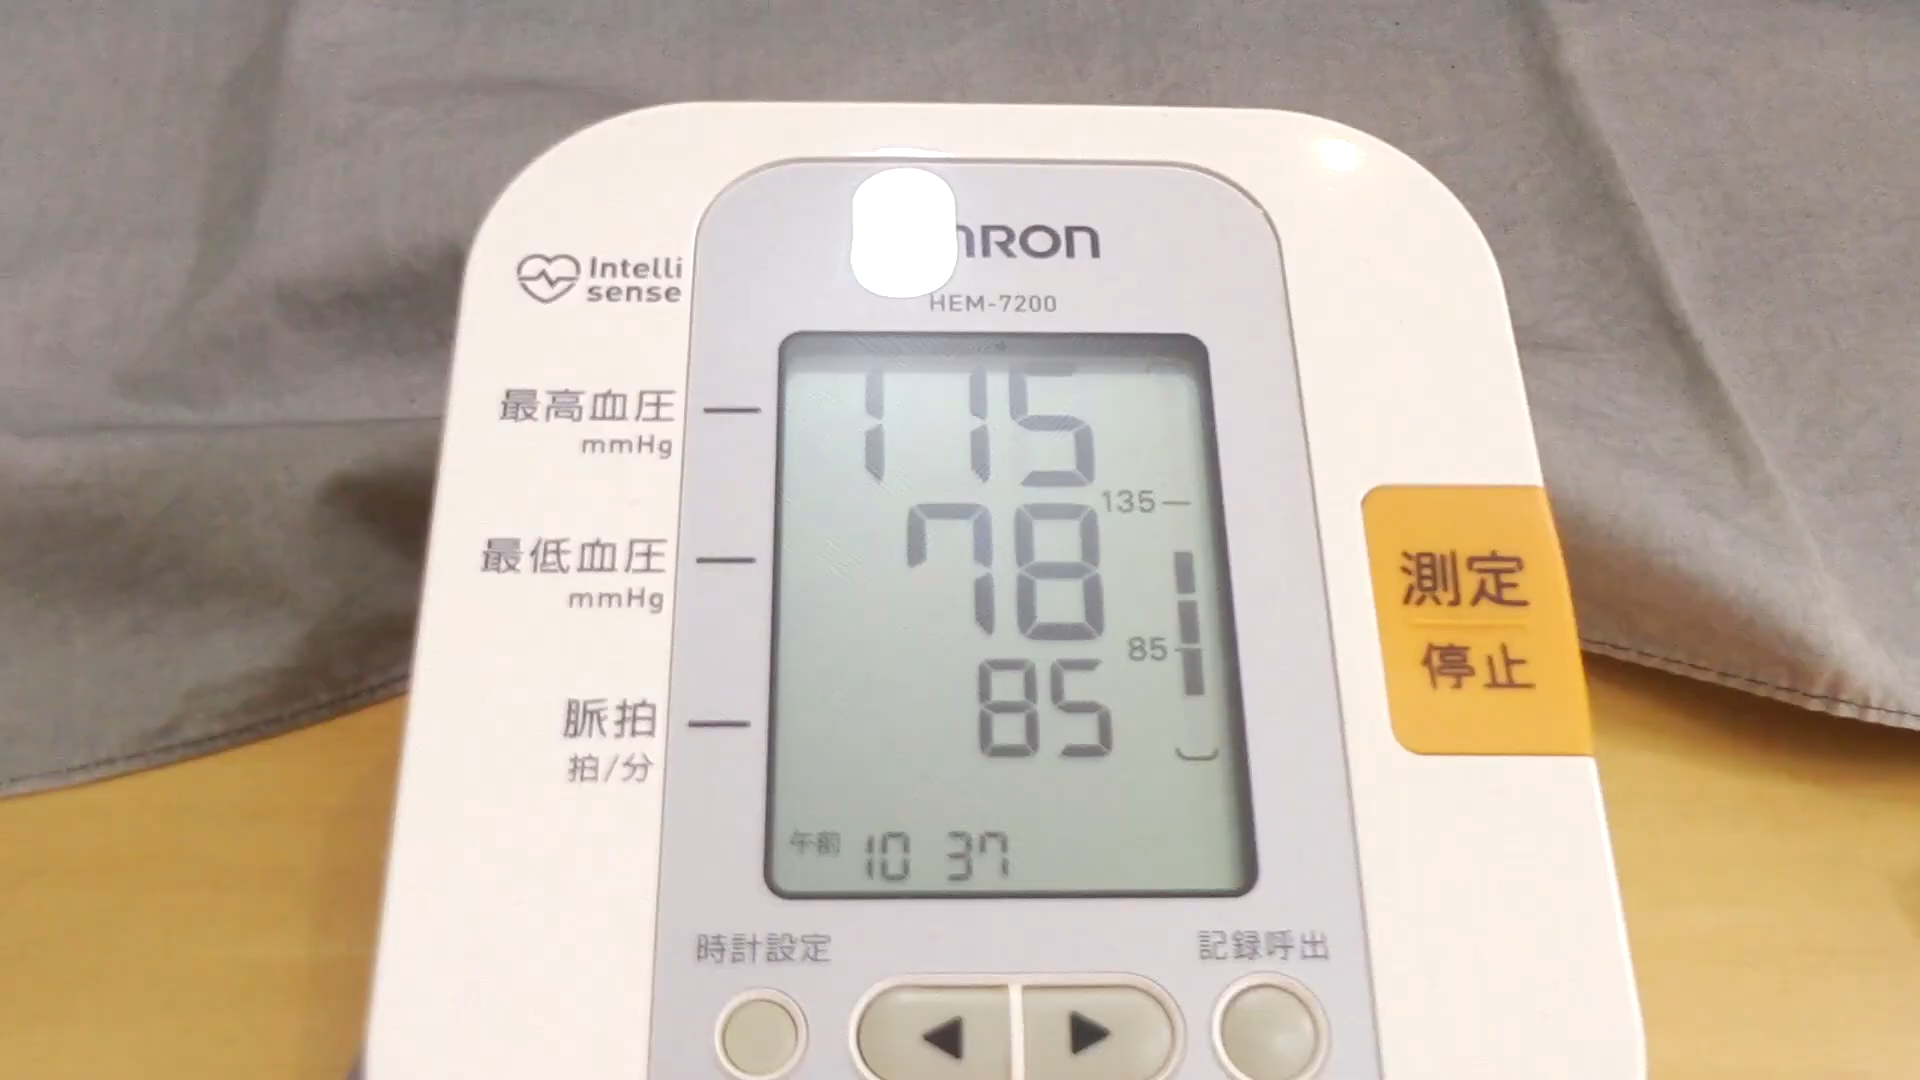 Intelli
sense
HEM-7200
最高血圧
mmHg
115
135
最低血圧
mmHg
78
85
脈拍
拍/分
85
午前 10 37
測定
停止
時計設定
記録呼出